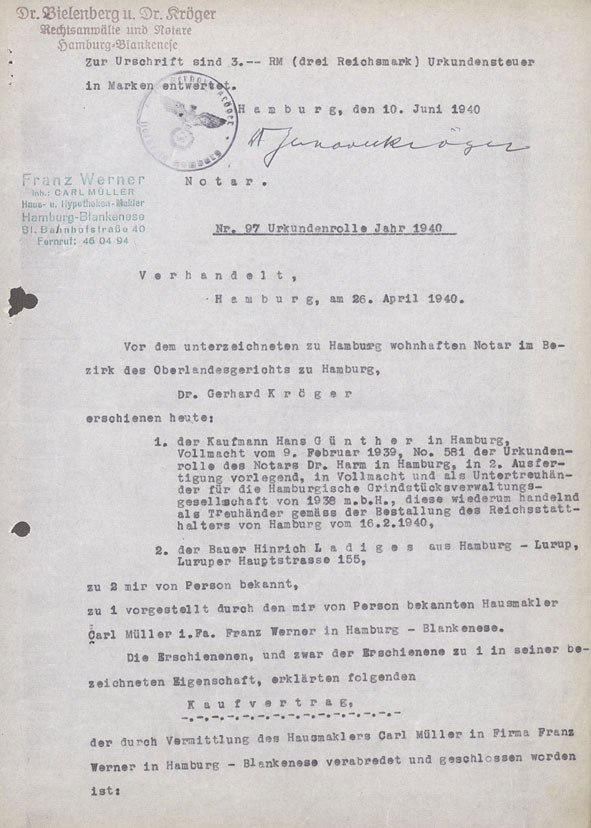 Dr. Bielenberg u. Dr. Kröger
Rechtsanwälte und Notare
Hamburg-Blankenese
Zur Urschrift sind 3.-- RM (drei Reichsmark) Urkundensteuer
in Marken entwertet.
H a m b u r g, den 10. Juni 1940
N o t a r .
Franz Werner
Inh.: CARL MÜLLER
Haus- u. Hypotheken-Makler
Hamburg-Blankenese
Bl. Bahnhofstraße 40
Fernruf: 46 04 94
Nr. 97 Urkundenrolle Jahr 1940
V e r h a n d e l t ,
H a m b u r g, am 26. April 1940.
Vor dem unterzeichneten zu Hamburg wohnhaften Notar im Be-
zirk des Oberlandesgerichts zu Hamburg,
Dr. Gerhard K r ö g e r
erschienen heute:
1. der Kaufmann Hans G ü n t h e r in Hamburg,
Vollmacht vom 9. Februar 1939, No. 581 der Urkunden-
rolle des Notars Dr. Harm in Hamburg, in 2. Ausfer-
tigung vorlegend, in Vollmacht und als Untertreuhän-
der für die Hamburgische Grindstücksverwaltungs-
gesellschaft von 1938 m.b.H., diese wiederum handelnd
als Treuhänder gemäss der Bestallung des Reichsstatt-
halters von Hamburg vom 16.2.1940,
2. der Bauer Hinrich L a d i g e s aus Hamburg - Lurup,
Luruper Hauptstrasse 155,
zu 2 mir von Person bekannt,
zu 1 vorgestellt durch den mir von Person bekannten Hausmakler
Carl Müller i.Fa. Franz Werner in Hamburg - Blankenese.
Die Erschienenen, und zwar der Erschienene zu 1 in seiner be-
zeichneten Eigenschaft, erklärten folgenden
K a u f v e r t r a g,
der durch Vermittlung des Hausmaklers Carl Müller in Firma Franz
Werner in Hamburg - Blankenese verabredet und geschlossen worden
ist: